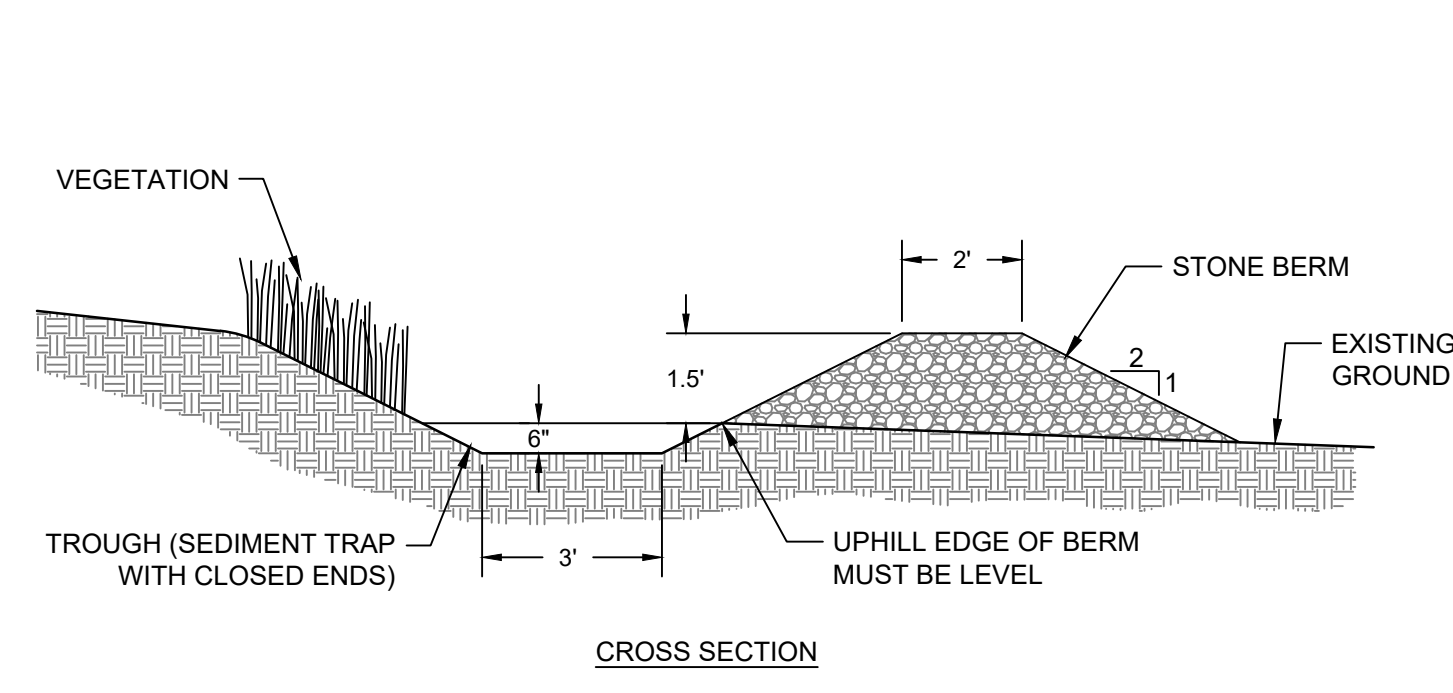 VEGETATION
2'
STONE BERM
EXISTING
GROUND
2
1
1.5'
6"
TROUGH (SEDIMENT TRAP
WITH CLOSED ENDS)
3'
UPHILL EDGE OF BERM
MUST BE LEVEL
CROSS SECTION